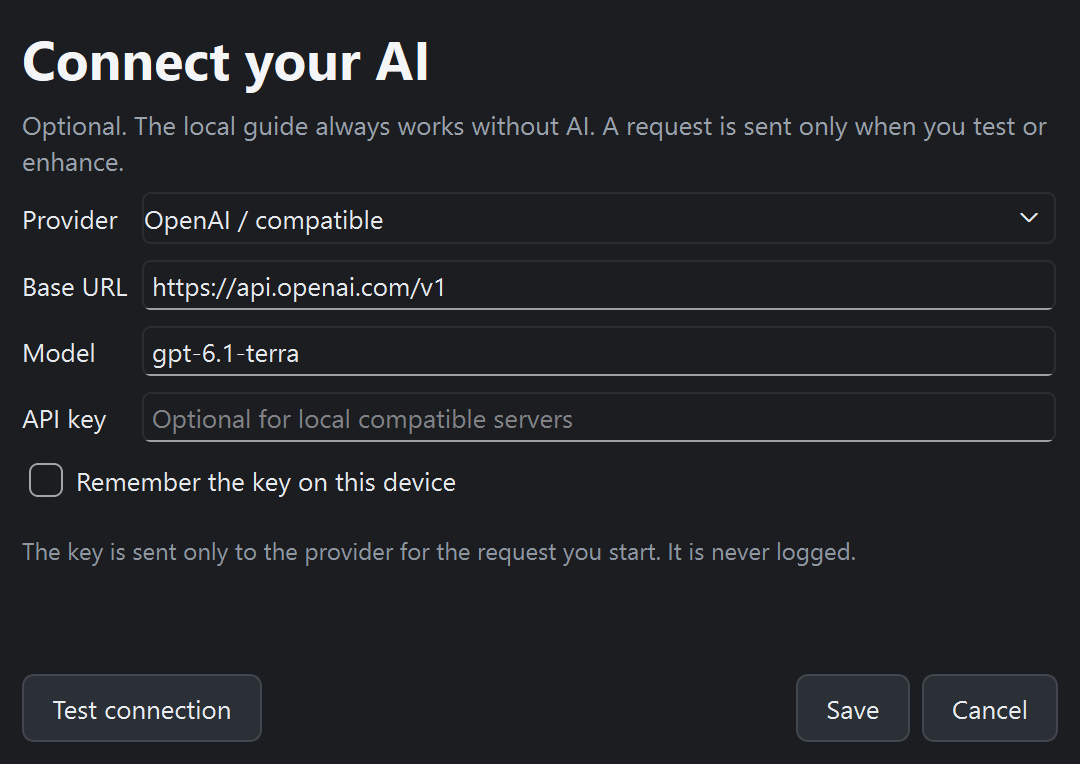 Connect your AI
Optional. The local guide always works without AI. A request is sent only when you test or
enhance.
Provider OpenAI / compatible
Base URL https://api.openai.com/v1
Model gpt-6.1-terra
API key Optional for local compatible servers
Remember the key on this device
The key is sent only to the provider for the request you start. It is never logged.
Test connection Save Cancel